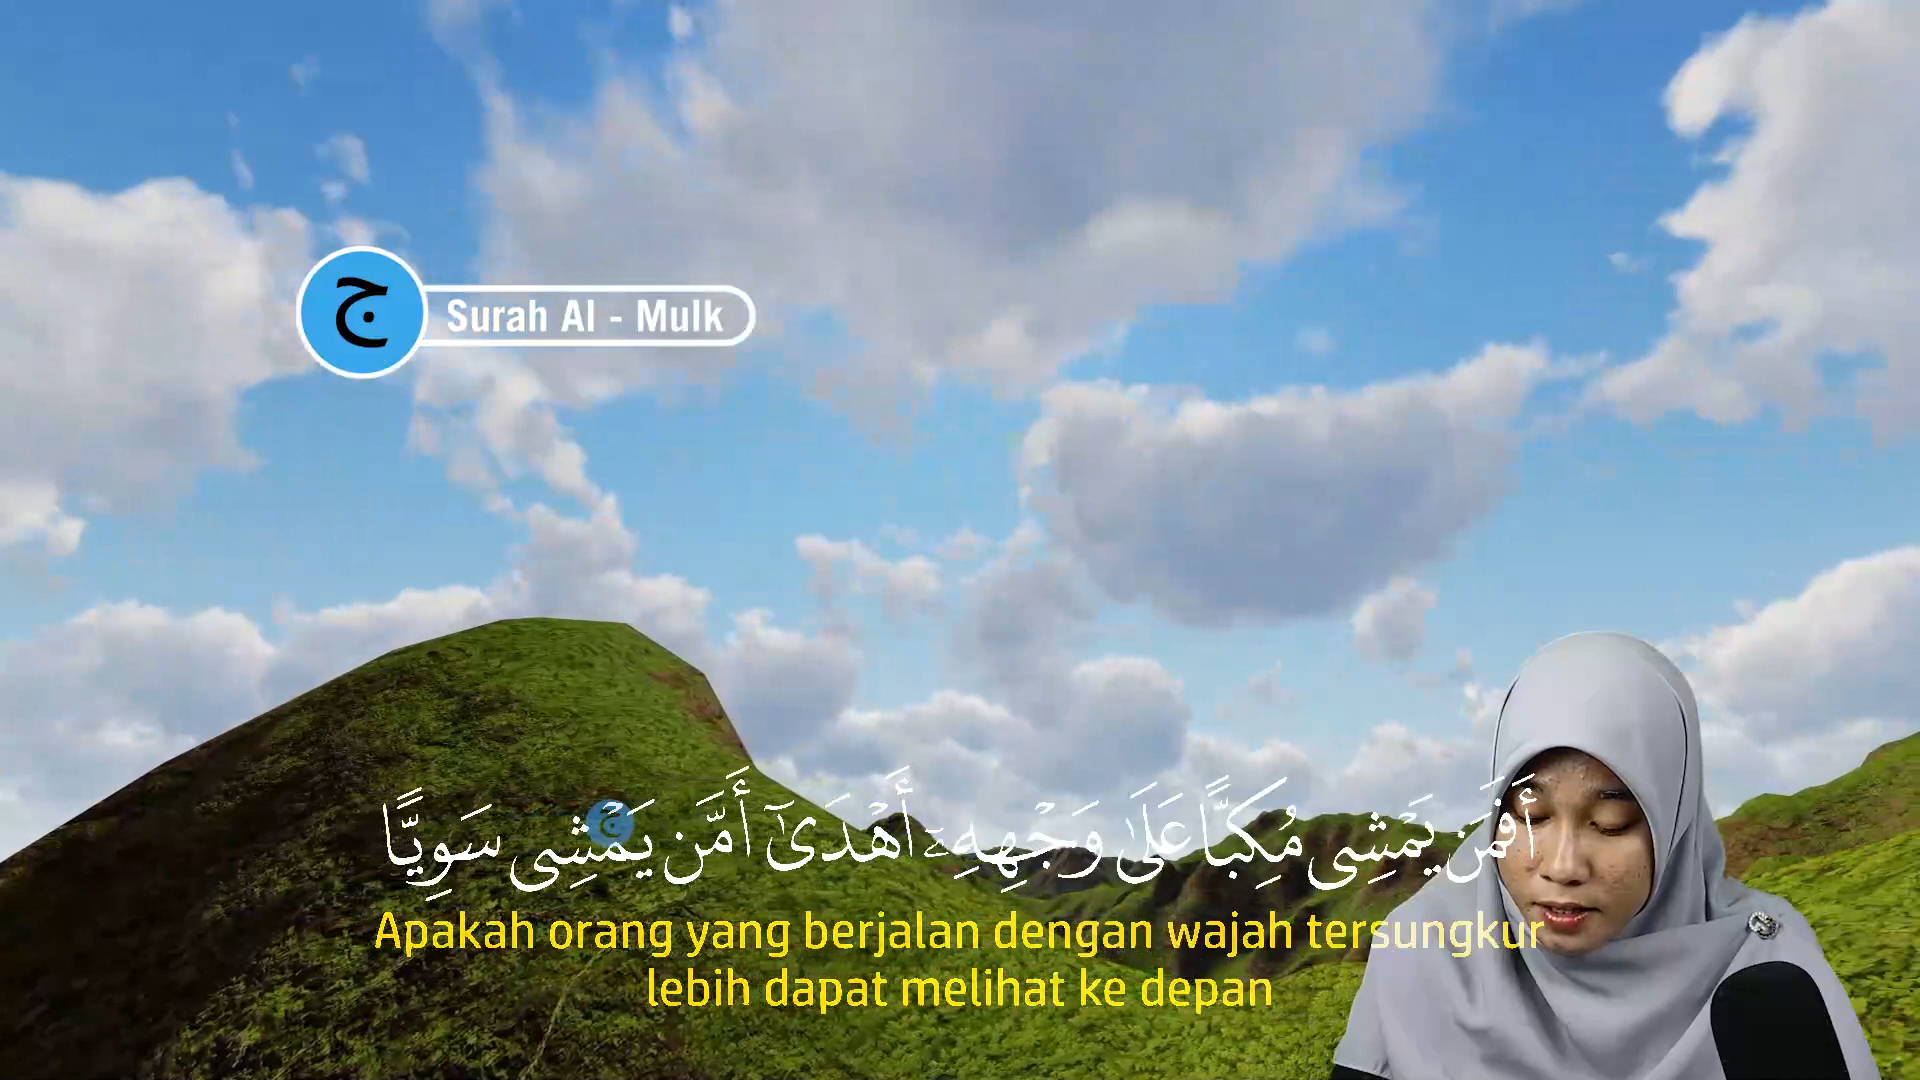 ج
Surah Al - Mulk
أَفَمَن يَمْشِى مُكِبًّا عَلَىٰ وَجْهِهِۦٓ أَهْدَىٰٓ أَمَّن يَمْشِى سَوِيًّا
Apakah orang yang berjalan dengan wajah tersungkur
lebih dapat melihat ke depan